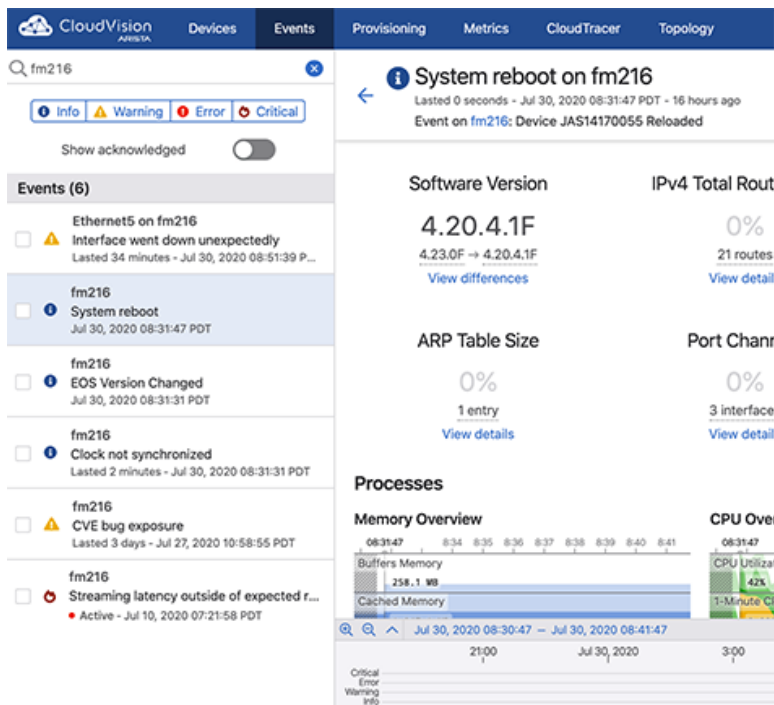 CloudVision
ARISTA
Devices
Events
Provisioning
Metrics
CloudTracer
Topology
fm216
Info
Warning
Error
Critical
Show acknowledged
Events (6)
Ethernet5 on fm216
Interface went down unexpectedly
Lasted 34 minutes - Jul 30, 2020 08:51:39 P...
fm216
System reboot
Jul 30, 2020 08:31:47 PDT
fm216
EOS Version Changed
Jul 30, 2020 08:31:31 PDT
fm216
Clock not synchronized
Lasted 2 minutes - Jul 30, 2020 08:31:31 PDT
fm216
CVE bug exposure
Lasted 3 days - Jul 27, 2020 10:58:55 PDT
fm216
Streaming latency outside of expected r...
Active - Jul 10, 2020 07:21:58 PDT
System reboot on fm216
Lasted 0 seconds - Jul 30, 2020 08:31:47 PDT - 16 hours ago
Event on fm216: Device JAS14170055 Reloaded
Software Version
4.20.4.1F
4.23.0F → 4.20.4.1F
View differences
IPv4 Total Rout
0%
21 routes
View detail
ARP Table Size
0%
1 entry
View details
Port Chann
0%
3 interface
View detail
Processes
Memory Overview
08:31:47 8:34 8:35 8:36 8:37 8:38 8:39 8:40 8:41
Buffers Memory
258.1 MB
Cached Memory
CPU Over
08:31:47
CPU Utiliza
42%
1-Minute C
Jul 30, 2020 08:30:47 – Jul 30, 2020 08:41:47
21:00 Jul 30, 2020 3:00
Critical
Error
Warning
Info